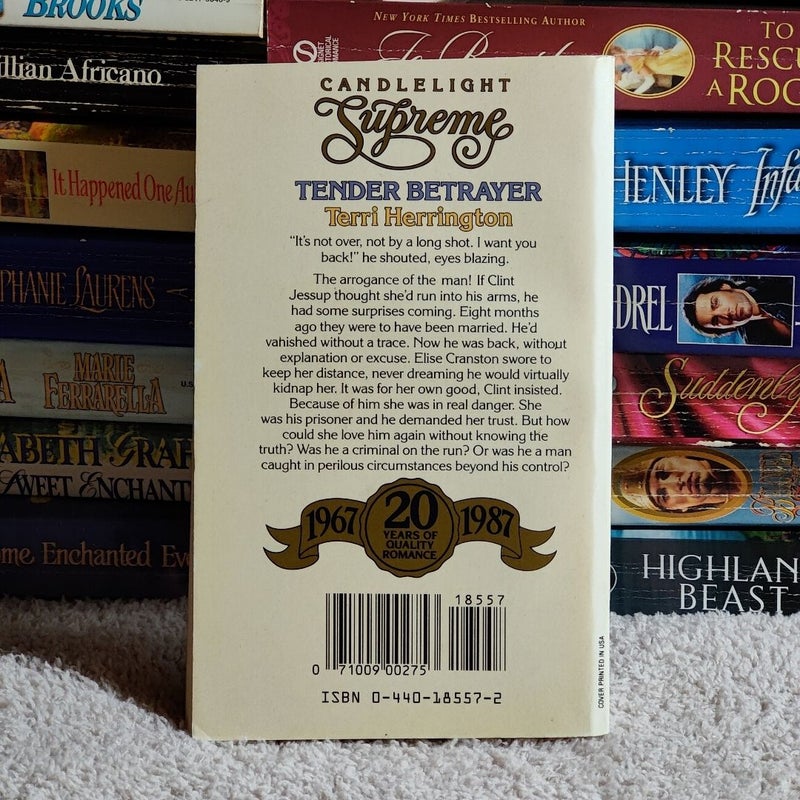 BROOKS
llian Africano
It Happened One Au
PHANIE LAURENS
MARIE
FERRARELLA
U.S.
ABETH GRAH
SWEET ENCHANT
me Enchanted Ev
CANDLELIGHT
Supreme
TENDER BETRAYER
Terri Herrington
"It's not over, not by a long shot. I want you
back!" he shouted, eyes blazing.
The arrogance of the man! If Clint
Jessup thought she'd run into his arms, he
had some surprises coming. Eight months
ago they were to have been married. He'd
vanished without a trace. Now he was back, without
explanation or excuse. Elise Cranston swore to
keep her distance, never dreaming he would virtually
kidnap her. It was for her own good, Clint insisted.
Because of him she was in real danger. She
was his prisoner and he demanded her trust. But how
could she love him again without knowing the
truth? Was he a criminal on the run? Or was he a man
caught in perilous circumstances beyond his control?
1967 20 1987
YEARS OF
QUALITY
ROMANCE
18557
0 71009 00275
ISBN 0-440-18557-2
COVER PRINTED IN USA
NEW YORK TIMES BESTSELLING AUTHOR
TO
RESCU
A ROG
HENLEY Infa
DREL
Suddenly
HIGHLAN
BEAST